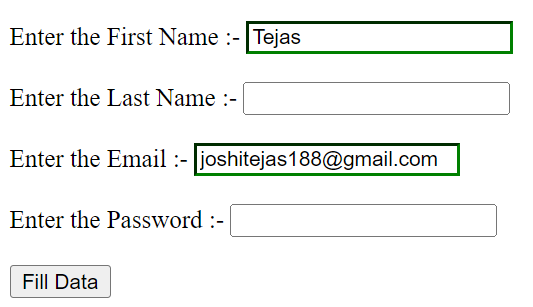 Enter the First Name :- Tejas
Enter the Last Name :-
Enter the Email :- joshitejas188@gmail.com
Enter the Password :-
Fill Data